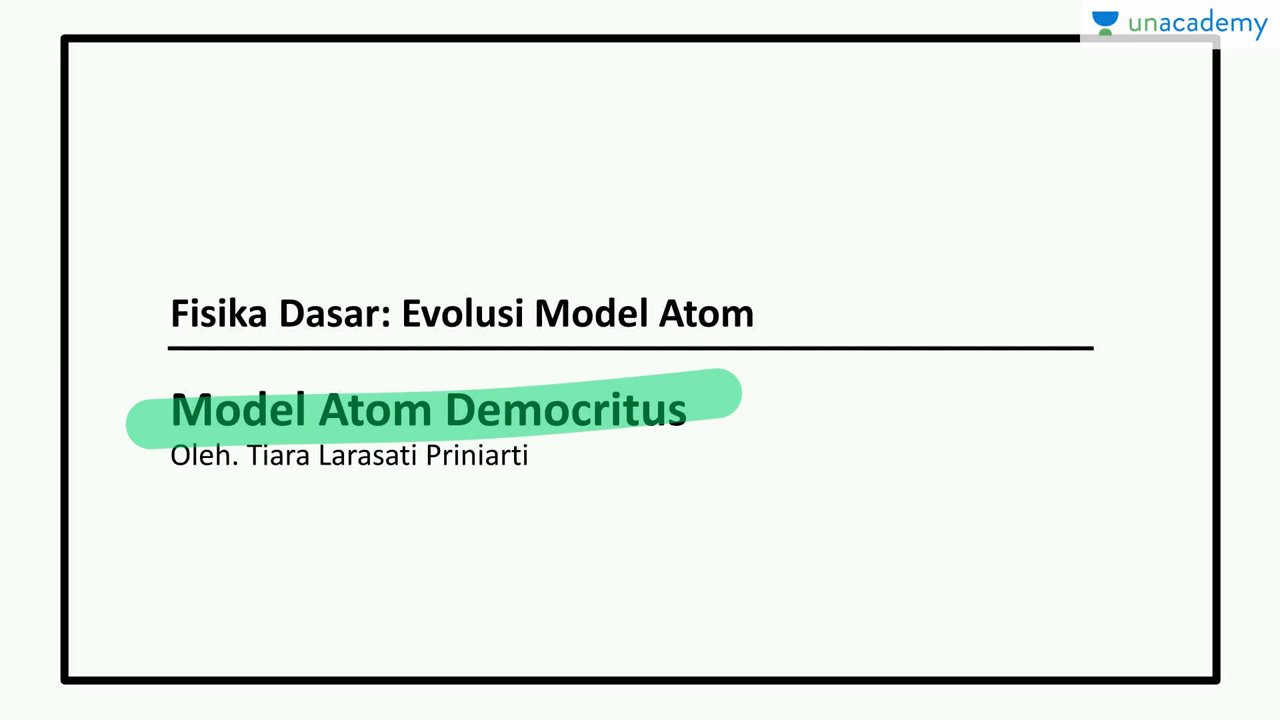 unacademy
Fisika Dasar: Evolusi Model Atom
Model Atom Democritus
Oleh. Tiara Larasati Priniarti